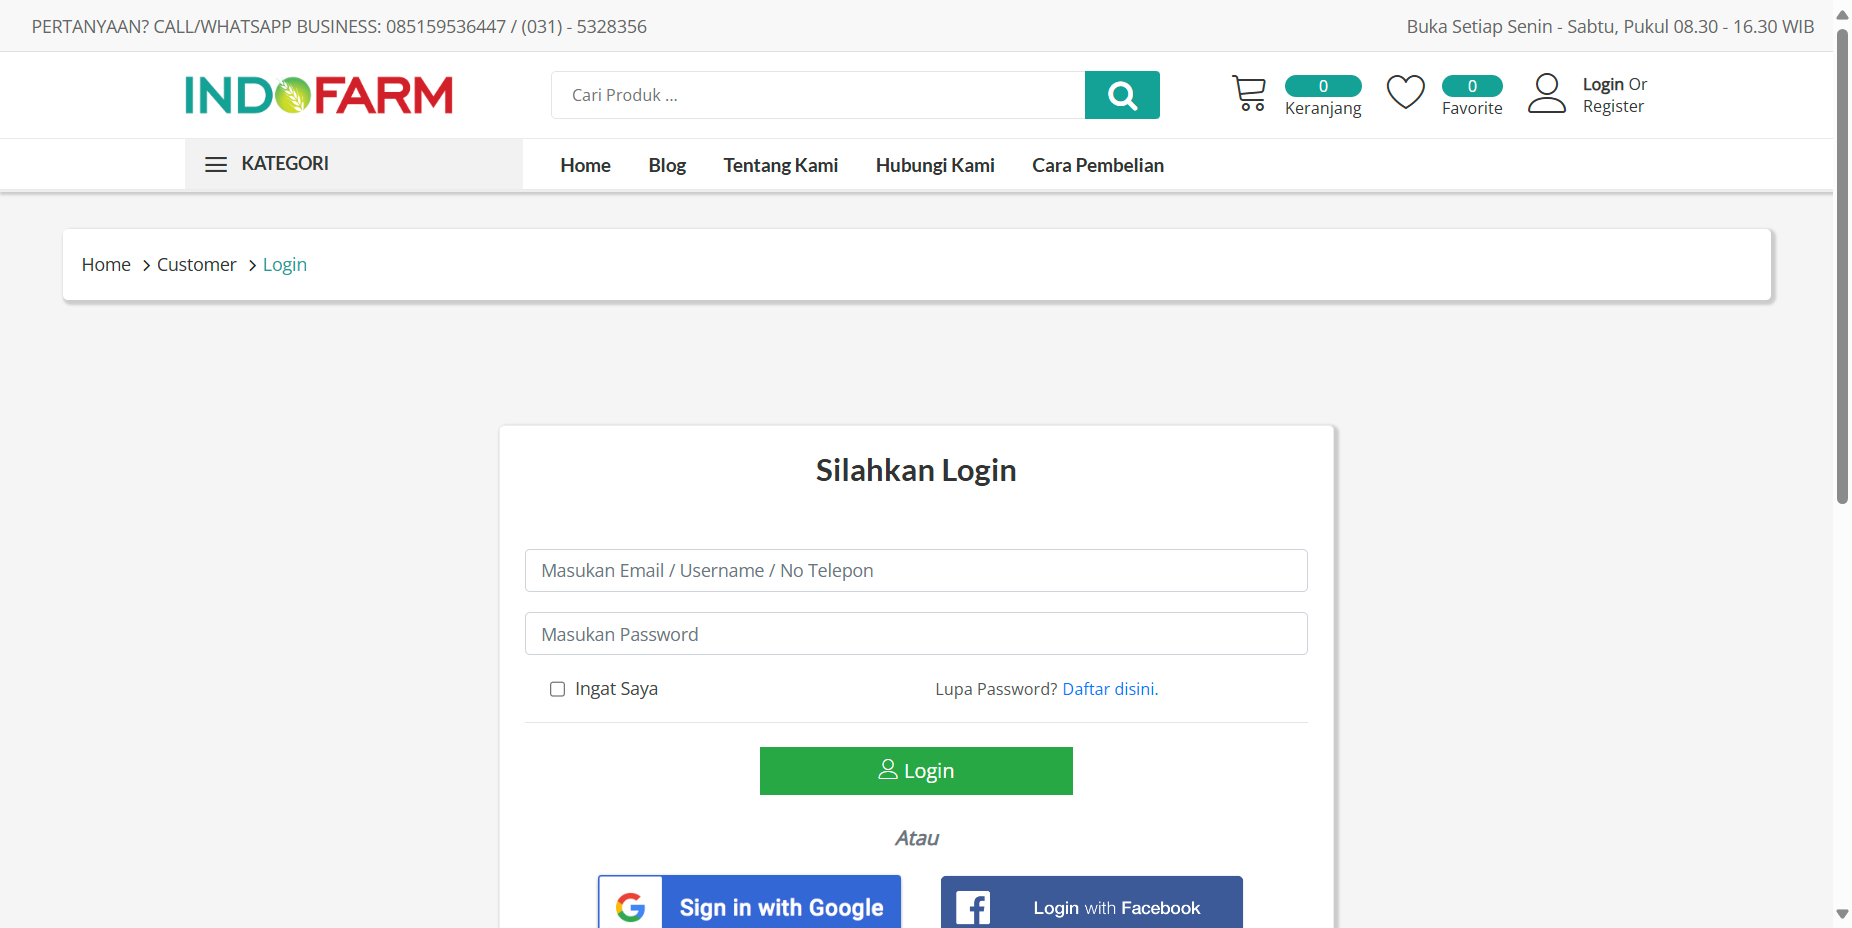 PERTANYAAN? CALL/WHATSAPP BUSINESS: 085159536447 / (031) - 5328356
Buka Setiap Senin - Sabtu, Pukul 08.30 - 16.30 WIB
INDOFARM
Cari Produk ...
0
Keranjang
0
Favorite
Login Or
Register
KATEGORI
Home
Blog
Tentang Kami
Hubungi Kami
Cara Pembelian
Home > Customer > Login
Silahkan Login
Masukan Email / Username / No Telepon
Masukan Password
Ingat Saya
Lupa Password? Daftar disini.
Login
Atau
Sign in with Google
Login with Facebook